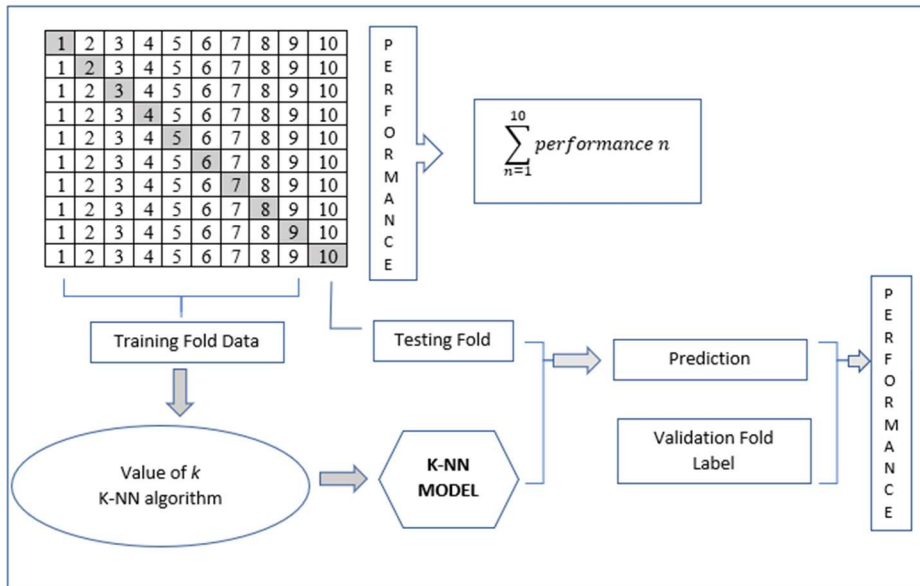 1 2 3 4 5 6 7 8 9 10
1 2 3 4 5 6 7 8 9 10
1 2 3 4 5 6 7 8 9 10
1 2 3 4 5 6 7 8 9 10
1 2 3 4 5 6 7 8 9 10
1 2 3 4 5 6 7 8 9 10
1 2 3 4 5 6 7 8 9 10
1 2 3 4 5 6 7 8 9 10
1 2 3 4 5 6 7 8 9 10
1 2 3 4 5 6 7 8 9 10
PERFORMANCE
10
∑ performance n
n=1
Training Fold Data
Testing Fold
Prediction
Validation Fold
Label
PERFORMANCE
Value of k
K-NN algorithm
K-NN
MODEL